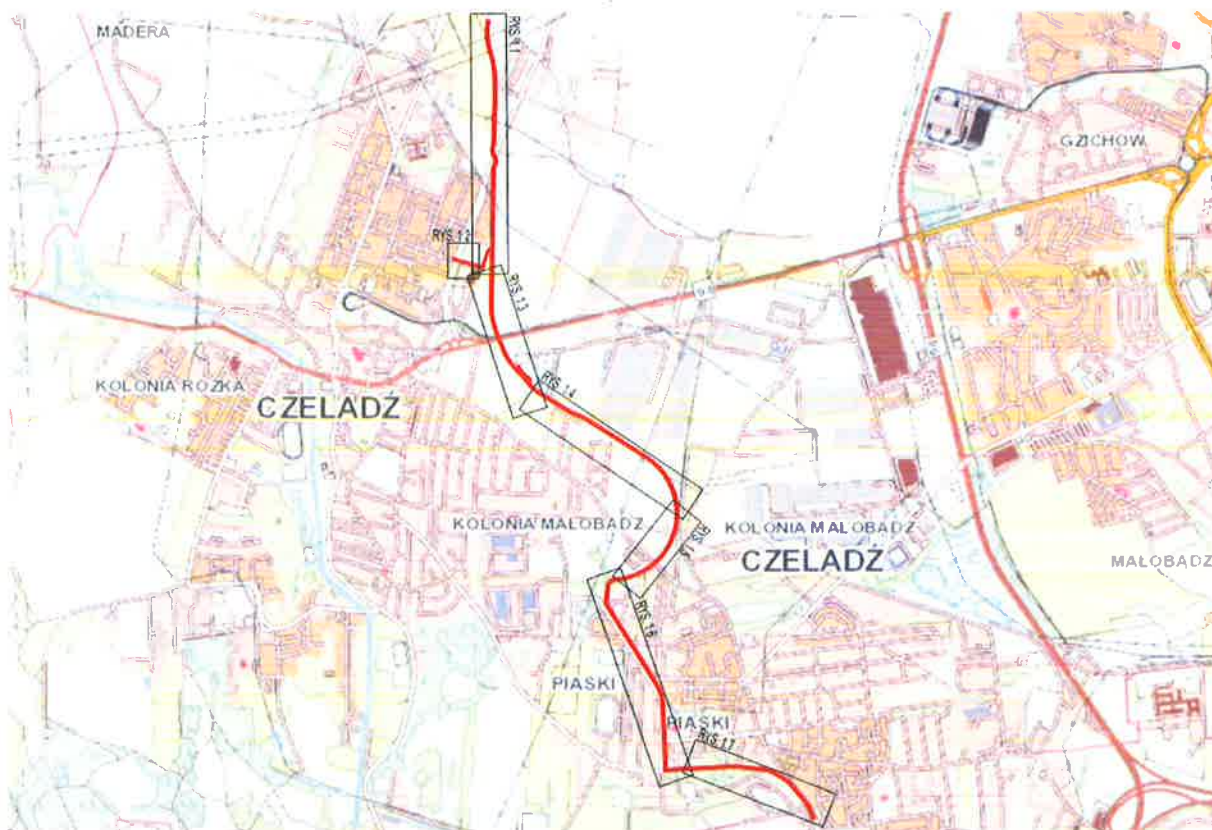 MADERA
RYS.11
GZICHÓW
RYS.12
RYS.13
KOLONIA ROŻKA
RYS.14
CZELADŹ
KOLONIA MAŁOBĄDZ
RYS.15
KOLONIA MAŁOBĄDZ
CZELADŹ
MAŁOBĄDZ
RYS.16
PIASKI
PIASKI
RYS.17